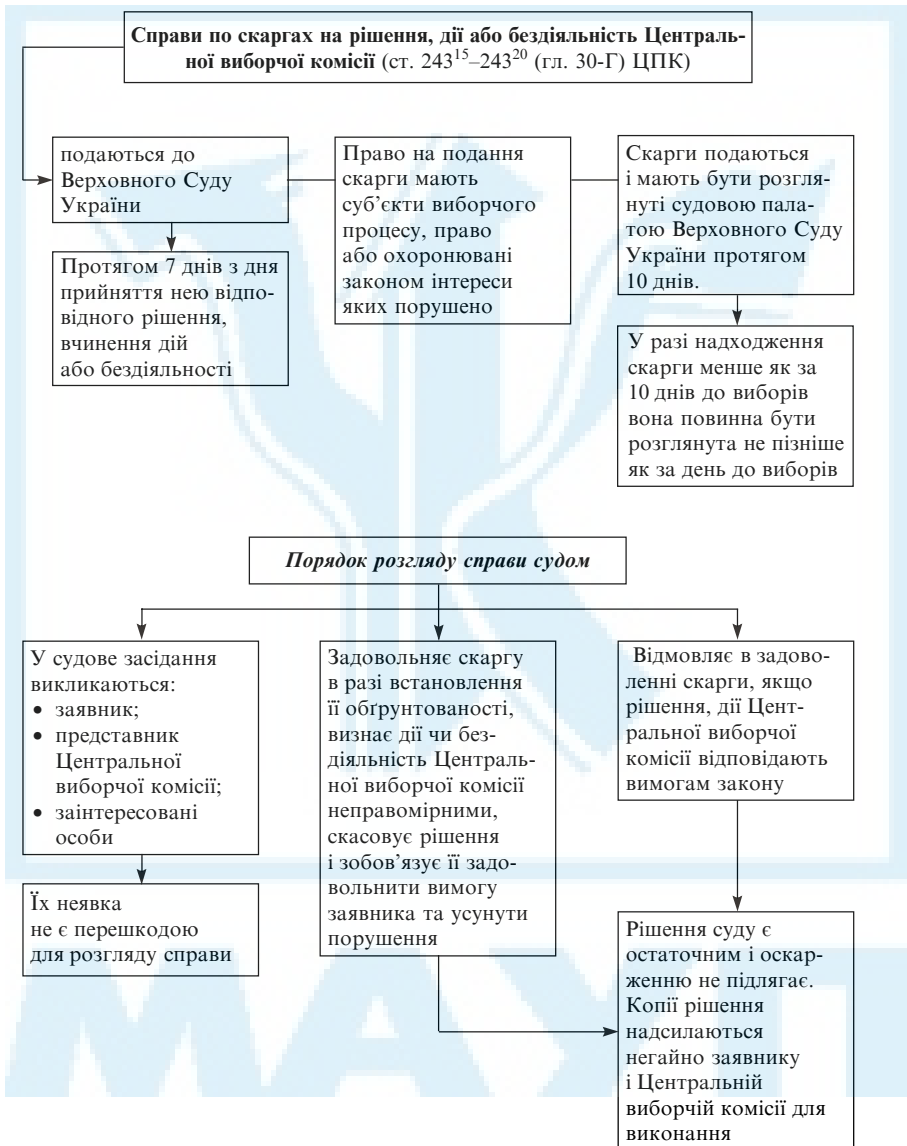 Справи по скаргах на рішення, дії або бездіяльність Централь-
ної виборчої комісії (ст. 243¹⁵–243²⁰ (гл. 30-Г) ЦПК)
подаються до
Верховного Суду
України
Протягом 7 днів з дня
прийняття нею відпо-
відного рішення,
вчинення дій
або бездіяльності
Право на подання
скарги мають
суб’єкти виборчого
процесу, право
або охоронювані
законом інтереси
яких порушено
Скарги подаються
і мають бути розгля-
нуті судовою пала-
тою Верховного Суду
України протягом
10 днів.
У разі надходження
скарги менше як за
10 днів до виборів
вона повинна бути
розглянута не пізніше
як за день до виборів
Порядок розгляду справи судом
У судове засідання
викликаються:
• заявник;
• представник
Центральної
виборчої комісії;
• заінтересовані
особи
Їх неявка
не є перешкодою
для розгляду справи
Задовольняє скаргу
в разі встановлення
її обґрунтованості,
визнає дії чи без-
діяльність Централь-
ної виборчої комісії
неправомірними,
скасовує рішення
і зобов’язує її задо-
вольнити вимогу
заявника та усунути
порушення
Відмовляє в задово-
ленні скарги, якщо
рішення, дії Цент-
ральної виборчої
комісії відповідають
вимогам закону
Рішення суду є
остаточним і оскар-
женню не підлягає.
Копії рішення
надсилаються
негайно заявнику
і Центральній
виборчій комісії для
виконання
МАУП